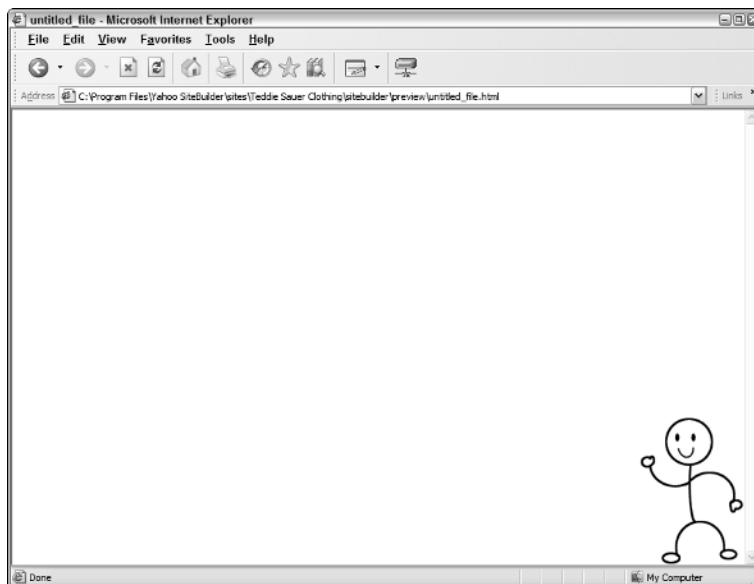 untitled_file - Microsoft Internet Explorer
File Edit View Favorites Tools Help
Address C:\Program Files\Yahoo SiteBuilder\sites\Teddie Sauer Clothing\sitebuilder\preview\untitled_file.html Links
Done My Computer